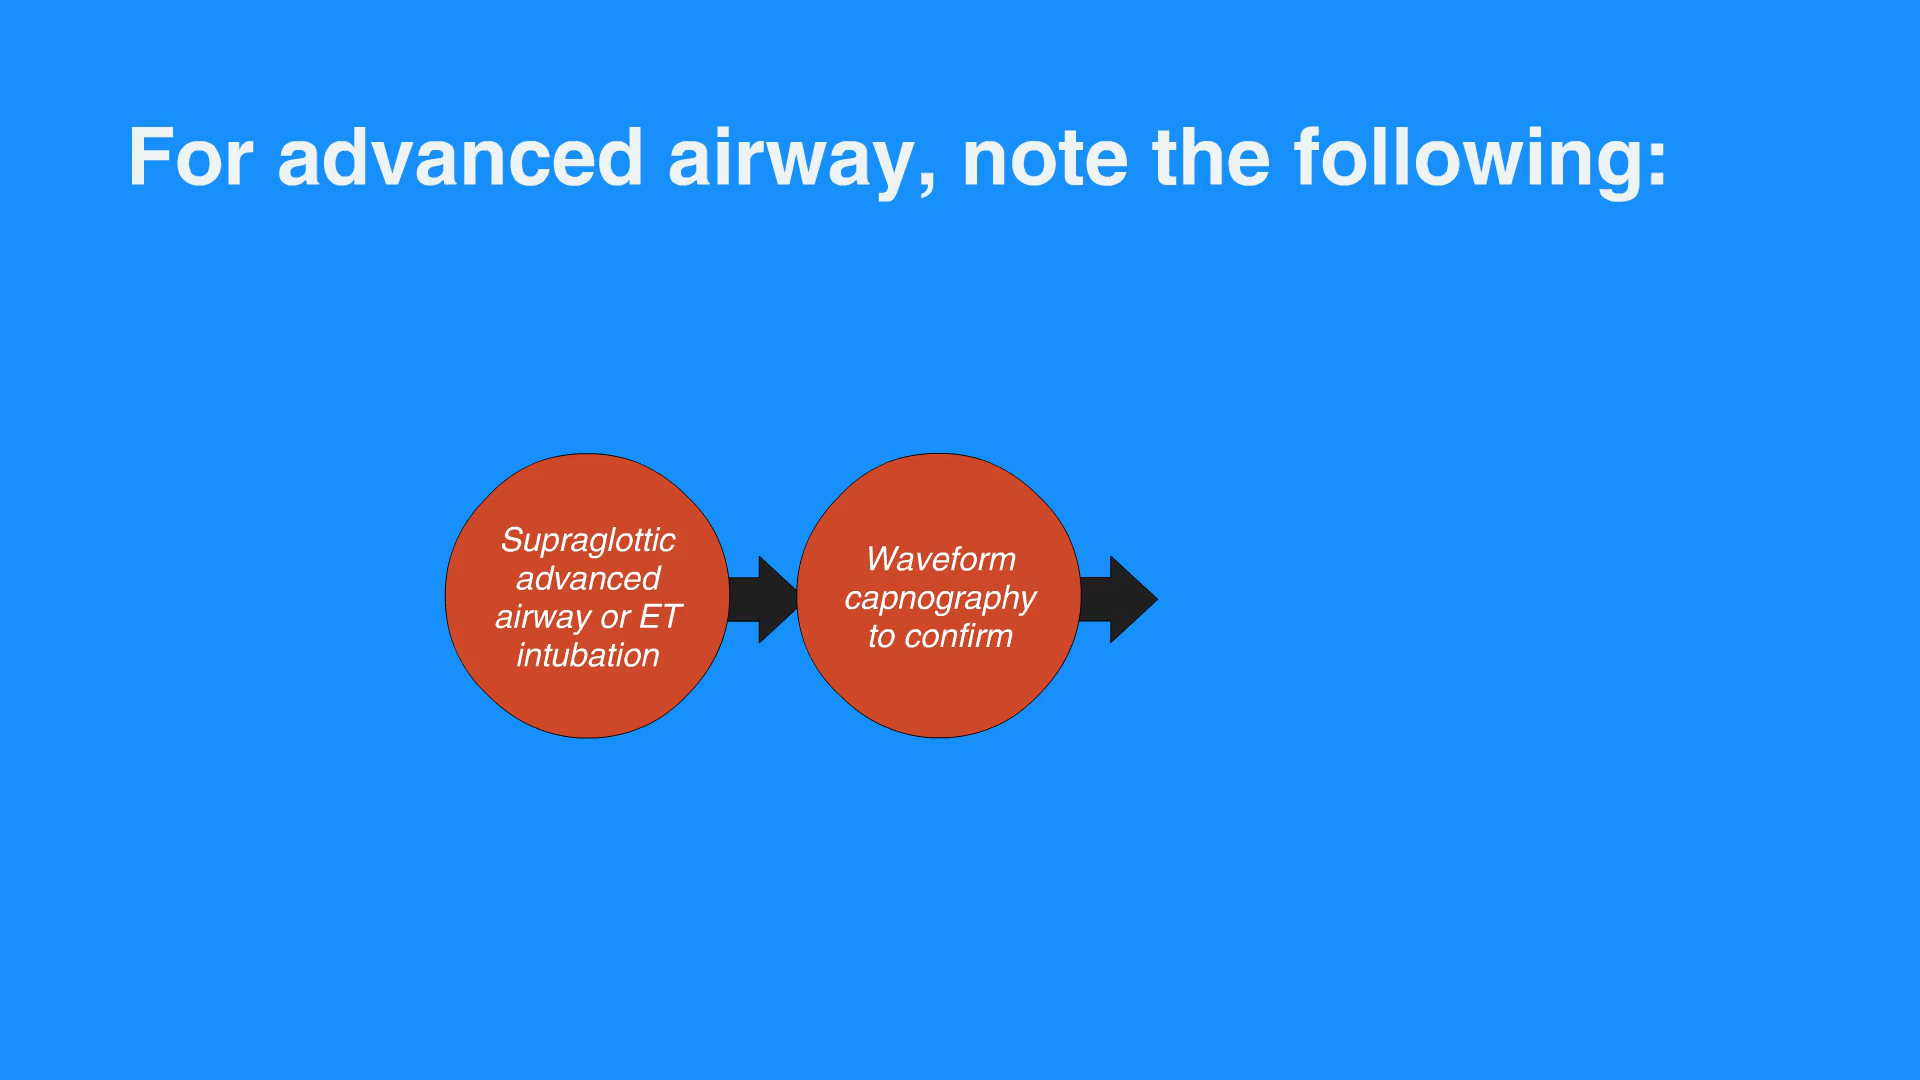 For advanced airway, note the following:
Supraglottic
advanced
airway or ET
intubation
Waveform
capnography
to confirm